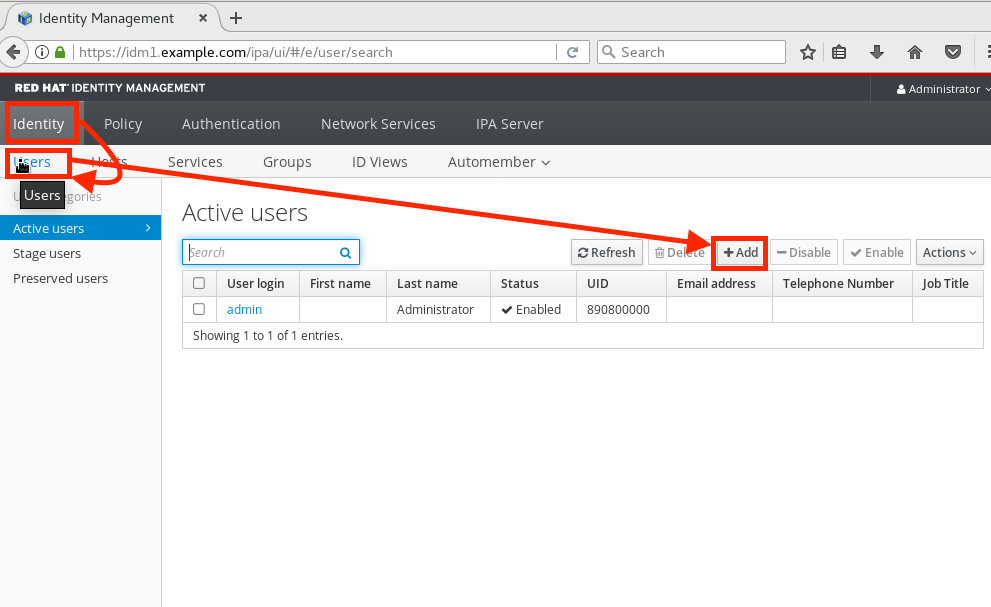 Identity Management
https://idm1.example.com/ipa/ui/#/e/user/search
Search
RED HAT IDENTITY MANAGEMENT
Administrator
Identity Policy Authentication Network Services IPA Server
Users Hosts Services Groups ID Views Automember
Users
Active users
Stage users
Preserved users
Active users
Search
Refresh Delete Add Disable Enable Actions
User login First name Last name Status UID Email address Telephone Number Job Title
admin Administrator Enabled 890800000
Showing 1 to 1 of 1 entries.